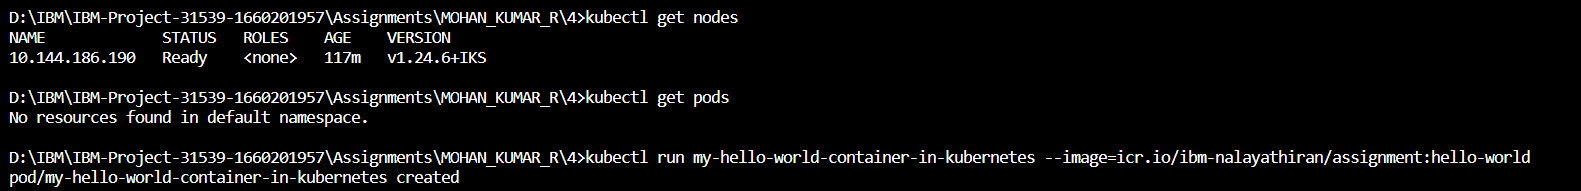 D:\IBM\IBM-Project-31539-1660201957\Assignments\MOHAN_KUMAR_R\4>kubectl get nodes
NAME STATUS ROLES AGE VERSION
10.144.186.190 Ready <none> 117m v1.24.6+IKS
D:\IBM\IBM-Project-31539-1660201957\Assignments\MOHAN_KUMAR_R\4>kubectl get pods
No resources found in default namespace.
D:\IBM\IBM-Project-31539-1660201957\Assignments\MOHAN_KUMAR_R\4>kubectl run my-hello-world-container-in-kubernetes --image=icr.io/ibm-nalayathiran/assignment:hello-world
pod/my-hello-world-container-in-kubernetes created